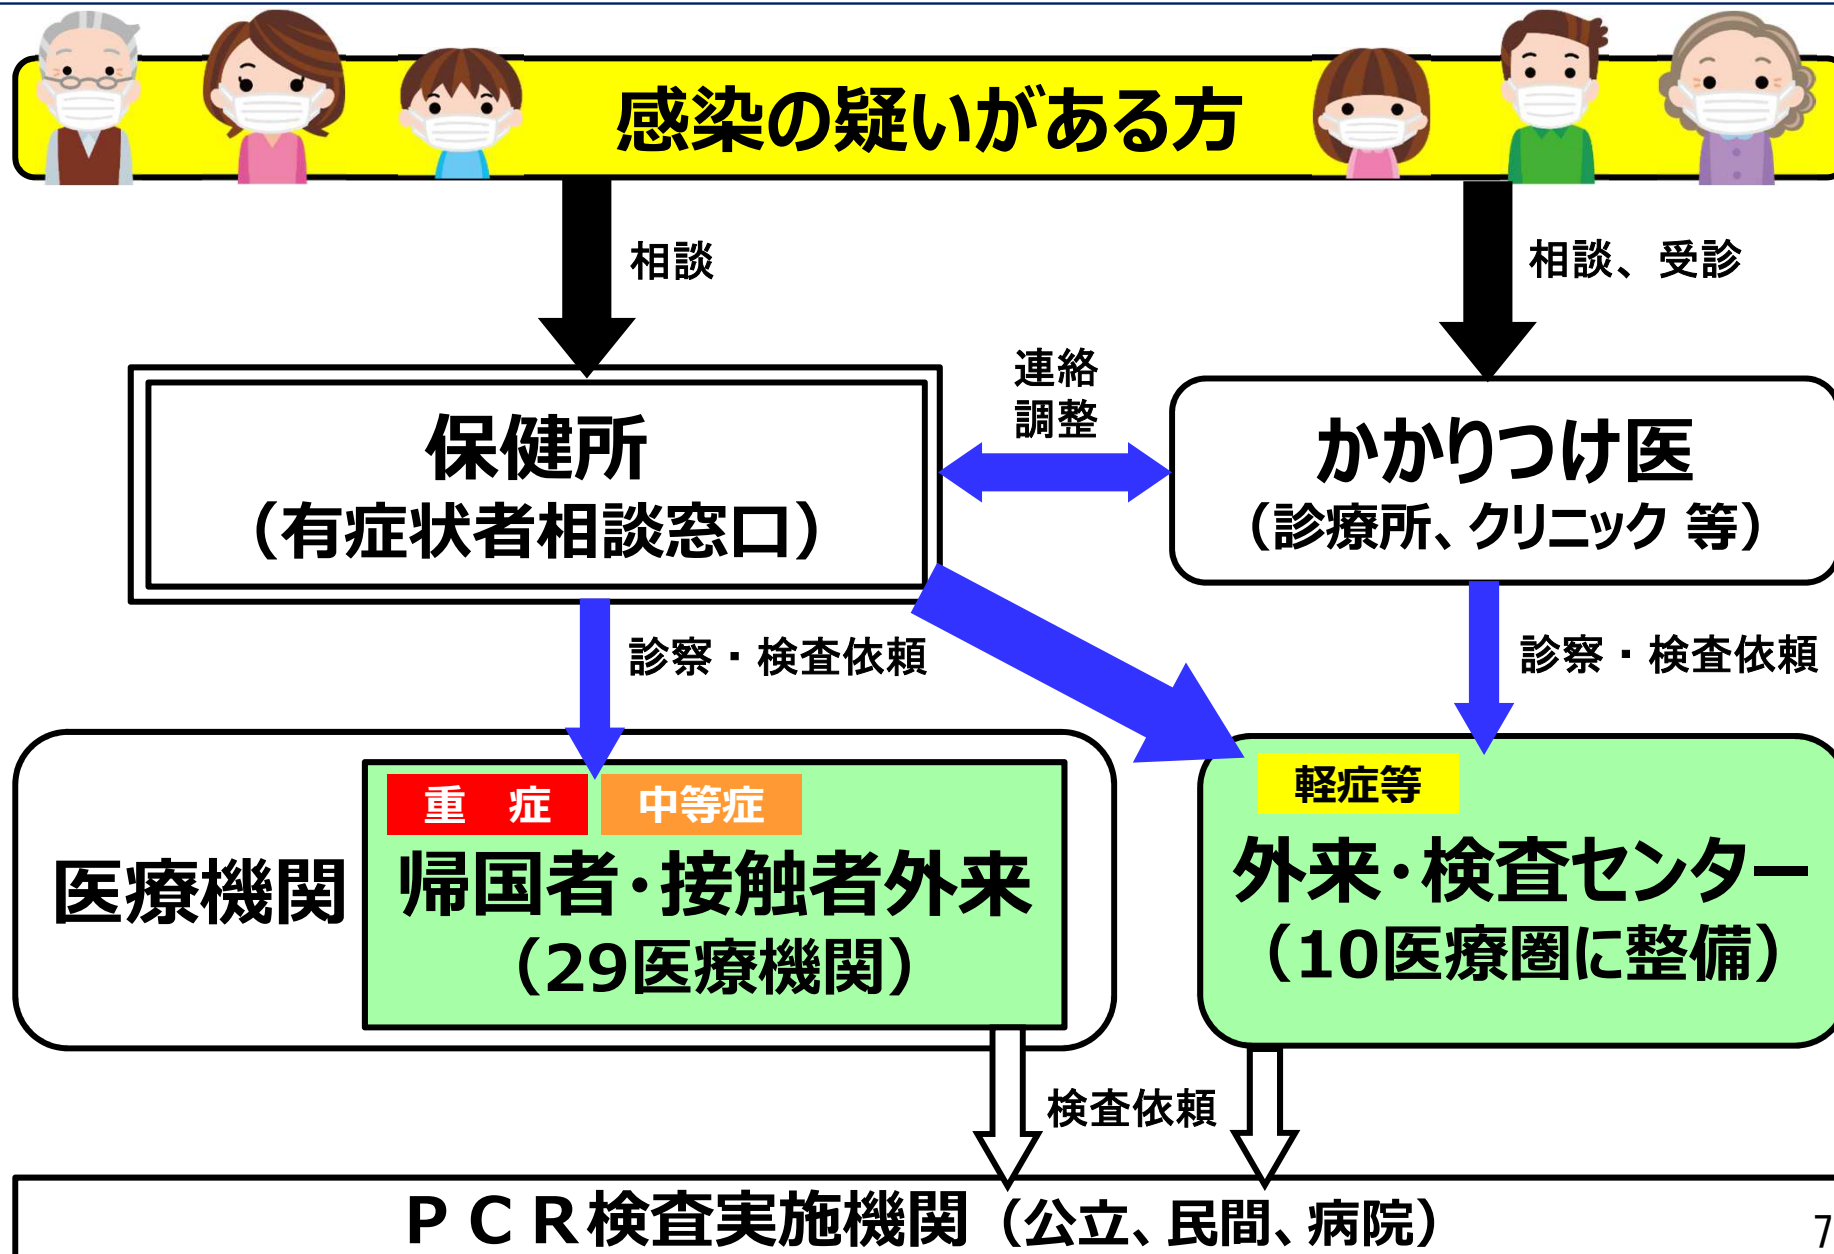 感染の疑いがある方
相談
相談、受診
連絡
調整
保健所
（有症状者相談窓口）
かかりつけ医
（診療所、クリニック 等）
診察・検査依頼
診察・検査依頼
医療機関
重　症
中等症
帰国者・接触者外来
（29医療機関）
軽症等
外来・検査センター
（10医療圏に整備）
検査依頼
ＰＣＲ検査実施機関（公立、民間、病院）
7